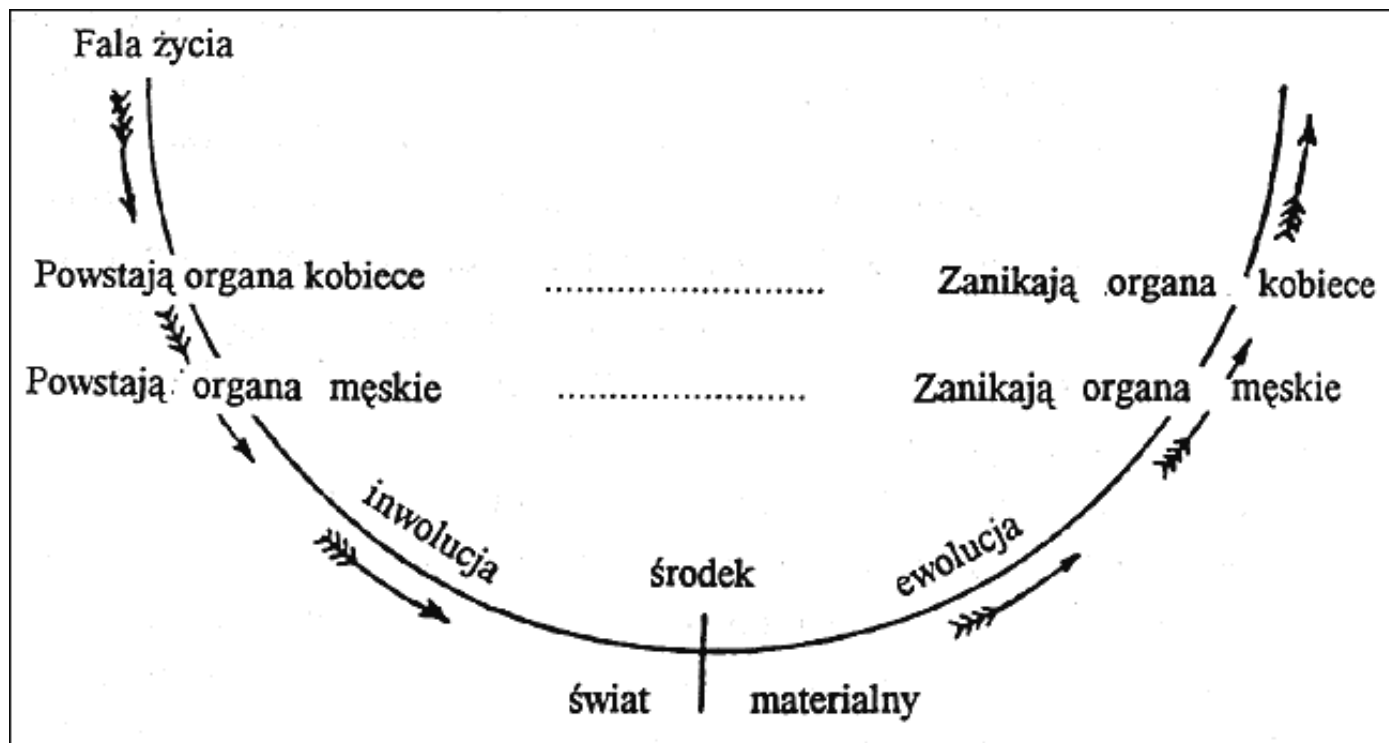 Fala życia
Powstają organa kobiece .......................... Zanikają organa kobiece
Powstają organa męskie ....................... Zanikają organa męskie
inwolucja
środek
ewolucja
świat materialny